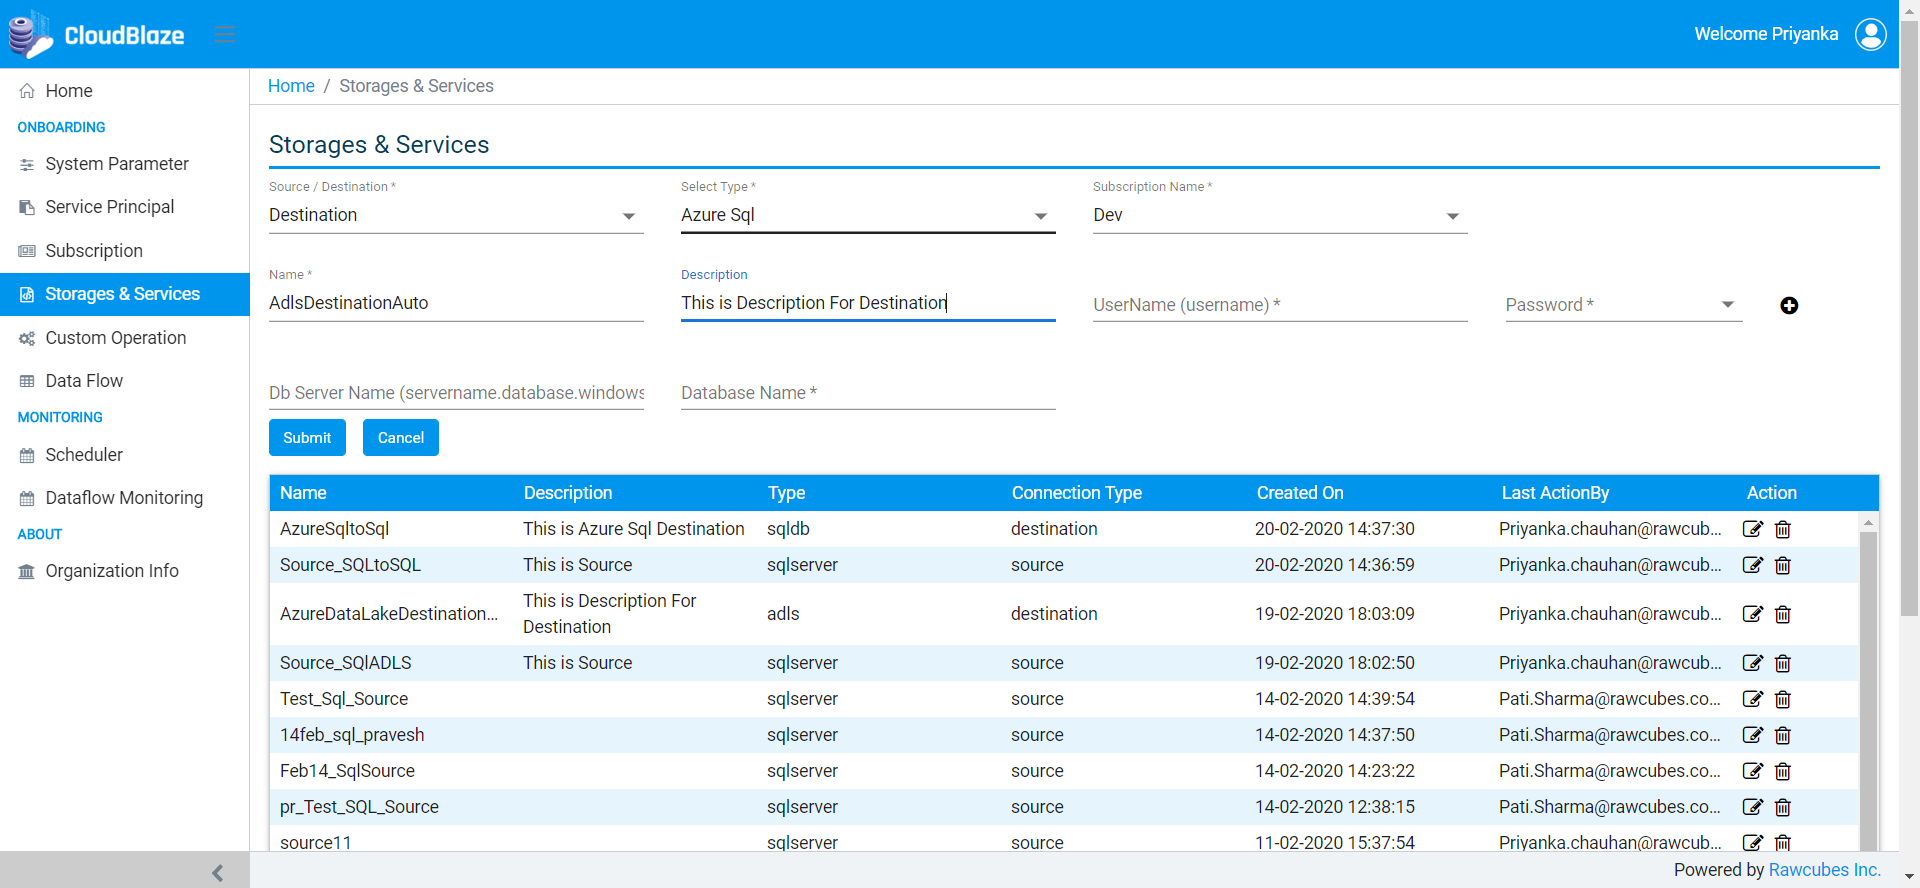 CloudBlaze
Welcome Priyanka
Home
ONBOARDING
System Parameter
Service Principal
Subscription
Storages & Services
Custom Operation
Data Flow
MONITORING
Scheduler
Dataflow Monitoring
ABOUT
Organization Info
Home / Storages & Services
Storages & Services
Source / Destination * Select Type * Subscription Name *
Destination Azure Sql Dev
Name * Description
AdlsDestinationAuto This is Description For Destination UserName (username) * Password *
Db Server Name (servername.database.windows Database Name *
Submit Cancel
Name Description Type Connection Type Created On Last ActionBy Action
AzureSqltoSql This is Azure Sql Destination sqldb destination 20-02-2020 14:37:30 Priyanka.chauhan@rawcub...
Source_SQLtoSQL This is Source sqlserver source 20-02-2020 14:36:59 Priyanka.chauhan@rawcub...
AzureDataLakeDestination... This is Description For Destination adls destination 19-02-2020 18:03:09 Priyanka.chauhan@rawcub...
Source_SQlADLS This is Source sqlserver source 19-02-2020 18:02:50 Priyanka.chauhan@rawcub...
Test_Sql_Source sqlserver source 14-02-2020 14:39:54 Pati.Sharma@rawcubes.co...
14feb_sql_pravesh sqlserver source 14-02-2020 14:37:50 Pati.Sharma@rawcubes.co...
Feb14_SqlSource sqlserver source 14-02-2020 14:23:22 Pati.Sharma@rawcubes.co...
pr_Test_SQL_Source sqlserver source 14-02-2020 12:38:15 Pati.Sharma@rawcubes.co...
source11 sqlserver source 11-02-2020 15:37:54 Priyanka.chauhan@rawcub...
Powered by Rawcubes Inc.